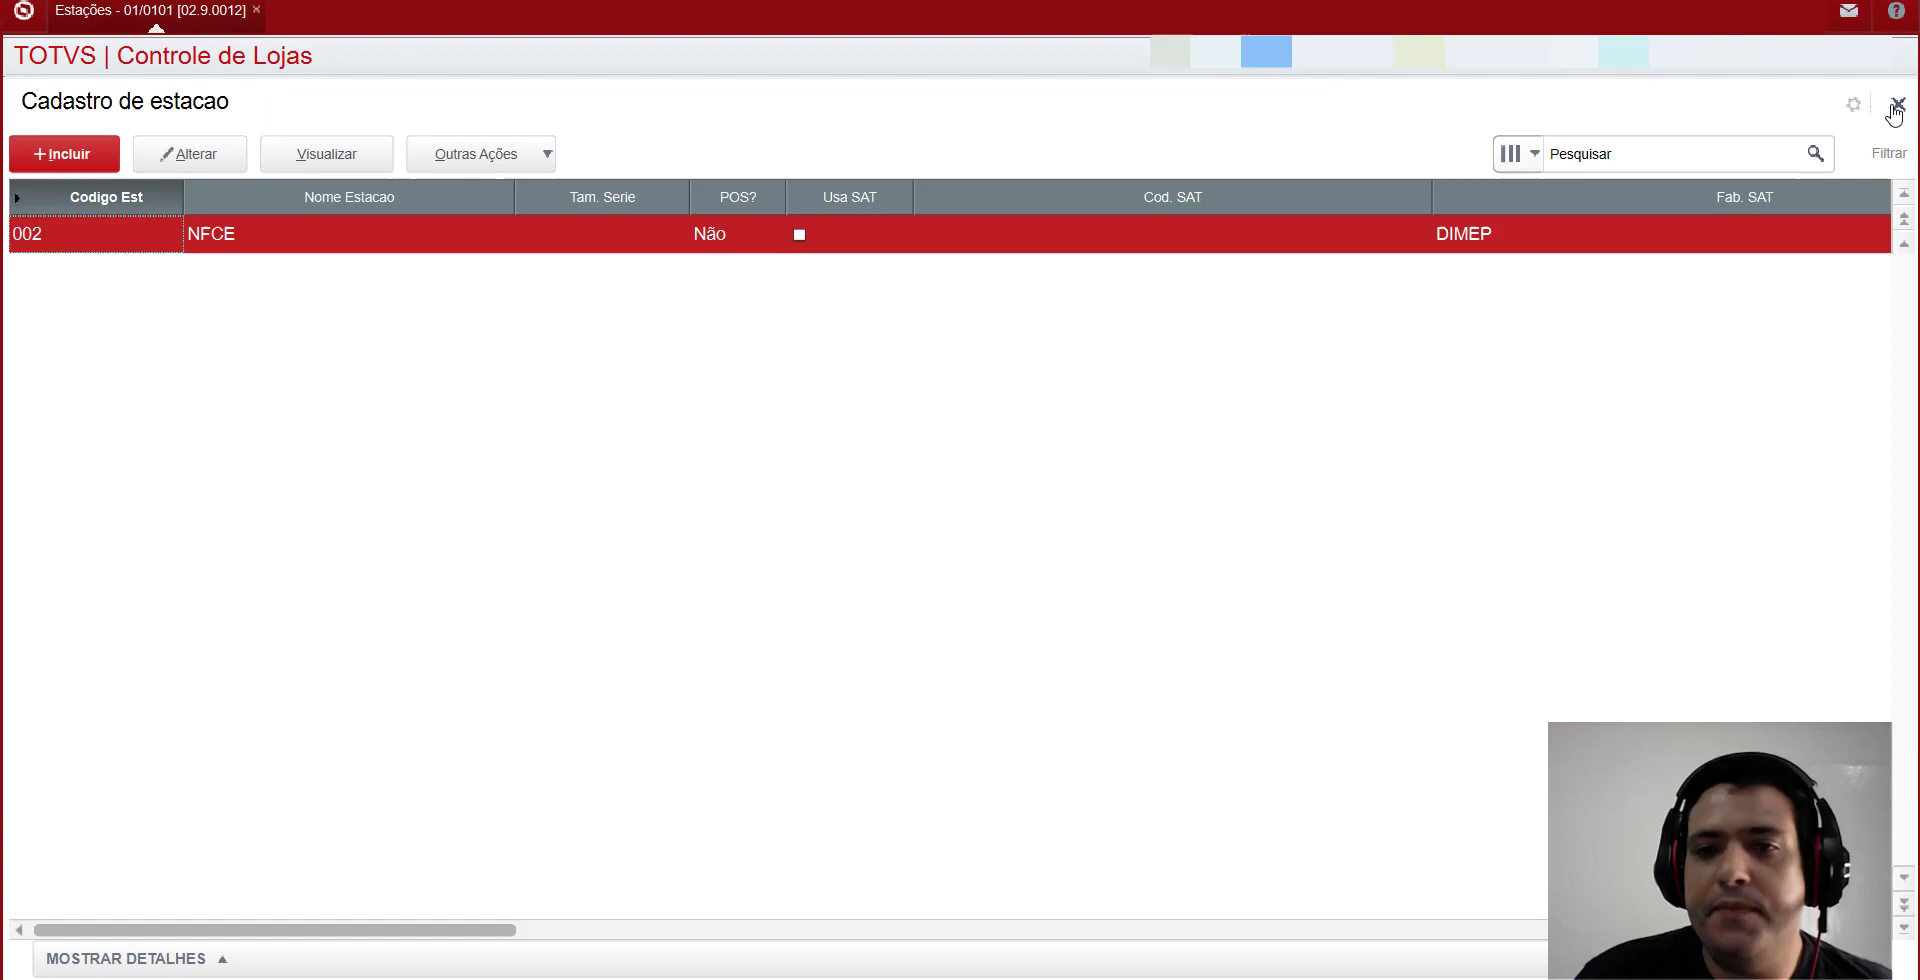 Estações - 01/0101 [02.9.0012] ×
TOTVS | Controle de Lojas
Cadastro de estacao
+ Incluir
Alterar
Visualizar
Outras Ações
Pesquisar
Filtrar
Codigo Est Nome Estacao Tam. Serie POS? Usa SAT Cod. SAT Fab. SAT
002 NFCE Não DIMEP
MOSTRAR DETALHES